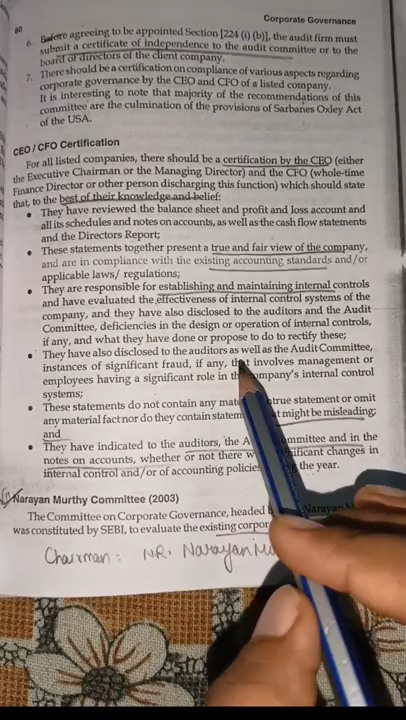 Corporate Governance
80
6. Before agreeing to be appointed Section [224 (i) (b)], the audit firm must
submit a certificate of independence to the audit committee or to the
board of directors of the client company.
7. There should be a certification on compliance of various aspects regarding
corporate governance by the CEO and CFO of a listed company.
It is interesting to note that majority of the recommendations of this
committee are the culmination of the provisions of Sarbanes Oxley Act
of the USA.
CEO / CFO Certification
For all listed companies, there should be a certification by the CEO (either
the Executive Chairman or the Managing Director) and the CFO (whole-time
Finance Director or other person discharging this function) which should state
that, to the best of their knowledge and belief:
• They have reviewed the balance sheet and profit and loss account and
all its schedules and notes on accounts, as well as the cash flow statements
and the Directors Report;
• These statements together present a true and fair view of the company,
and are in compliance with the existing accounting standards and/or
applicable laws/ regulations;
• They are responsible for establishing and maintaining internal controls
and have evaluated the effectiveness of internal control systems of the
company, and they have also disclosed to the auditors and the Audit
Committee, deficiencies in the design or operation of internal controls,
if any, and what they have done or propose to do to rectify these;
• They have also disclosed to the auditors as well as the Audit Committee,
instances of significant fraud, if any, that involves management or
employees having a significant role in the company's internal control
systems;
• These statements do not contain any mate true statement or omit
any material fact nor do they contain statem at might be misleading;
and
• They have indicated to the auditors, the A ommittee and in the
notes on accounts, whether or not there w nificant changes in
internal control and/or of accounting policie the year.
Narayan Murthy Committee (2003)
The Committee on Corporate Governance, headed Narayan
was constituted by SEBI, to evaluate the existing corpor
Chairman : NR. Narayan